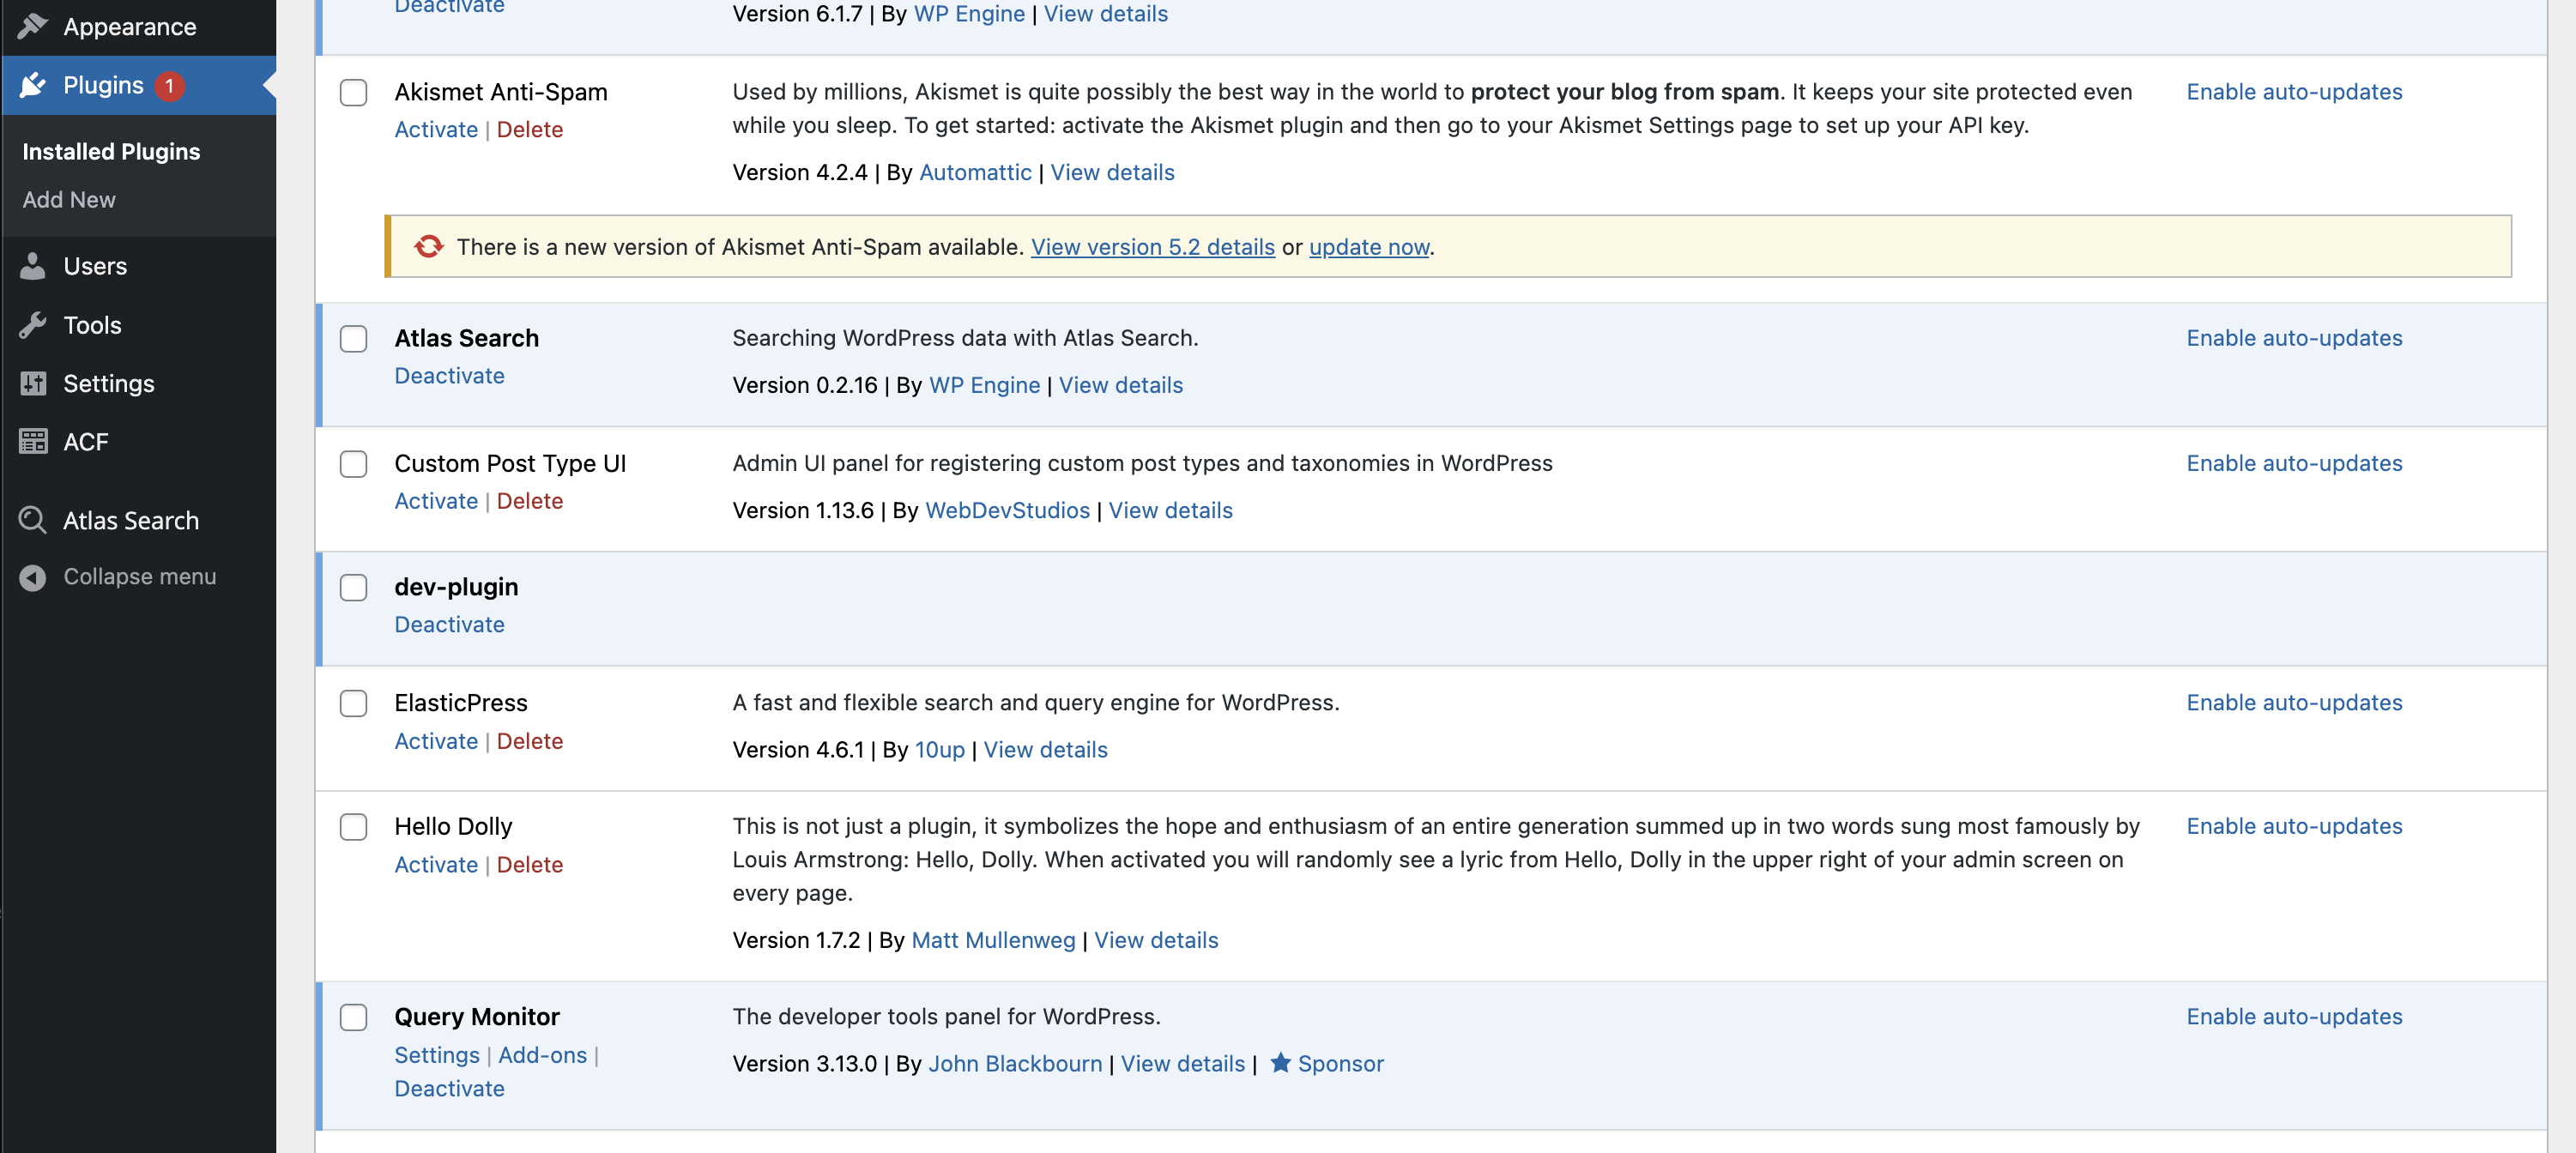 Appearance
Plugins 1
Installed Plugins
Add New
Users
Tools
Settings
ACF
Atlas Search
Collapse menu
Deactivate
Version 6.1.7 | By WP Engine | View details
Akismet Anti-Spam
Activate | Delete
Used by millions, Akismet is quite possibly the best way in the world to protect your blog from spam. It keeps your site protected even
while you sleep. To get started: activate the Akismet plugin and then go to your Akismet Settings page to set up your API key.
Version 4.2.4 | By Automattic | View details
Enable auto-updates
There is a new version of Akismet Anti-Spam available. View version 5.2 details or update now.
Atlas Search
Deactivate
Searching WordPress data with Atlas Search.
Version 0.2.16 | By WP Engine | View details
Enable auto-updates
Custom Post Type UI
Activate | Delete
Admin UI panel for registering custom post types and taxonomies in WordPress
Version 1.13.6 | By WebDevStudios | View details
Enable auto-updates
dev-plugin
Deactivate
ElasticPress
Activate | Delete
A fast and flexible search and query engine for WordPress.
Version 4.6.1 | By 10up | View details
Enable auto-updates
Hello Dolly
Activate | Delete
This is not just a plugin, it symbolizes the hope and enthusiasm of an entire generation summed up in two words sung most famously by
Louis Armstrong: Hello, Dolly. When activated you will randomly see a lyric from Hello, Dolly in the upper right of your admin screen on
every page.
Version 1.7.2 | By Matt Mullenweg | View details
Enable auto-updates
Query Monitor
Settings | Add-ons |
Deactivate
The developer tools panel for WordPress.
Version 3.13.0 | By John Blackbourn | View details | ★ Sponsor
Enable auto-updates